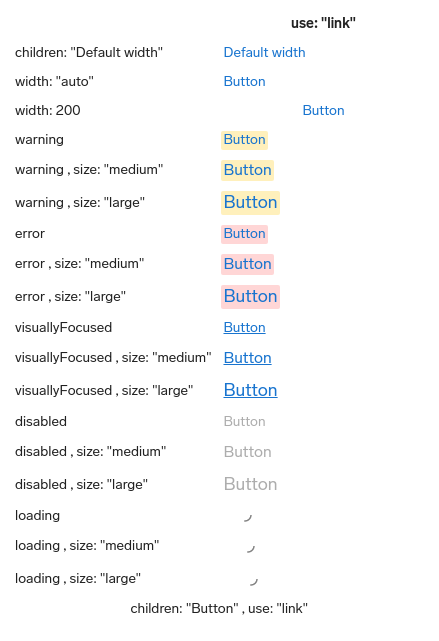 use: "link"
children: "Default width" Default width
width: "auto" Button
width: 200 Button
warning Button
warning , size: "medium" Button
warning , size: "large" Button
error Button
error , size: "medium" Button
error , size: "large" Button
visuallyFocused Button
visuallyFocused , size: "medium" Button
visuallyFocused , size: "large" Button
disabled Button
disabled , size: "medium" Button
disabled , size: "large" Button
loading
loading , size: "medium"
loading , size: "large"
children: "Button" , use: "link"